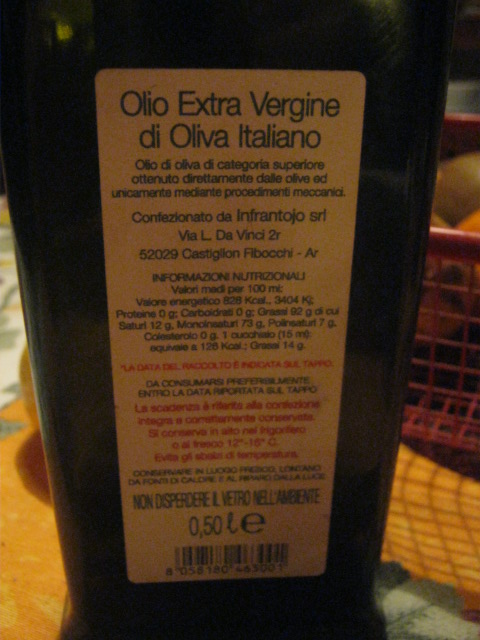 Olio Extra Vergine
di Oliva Italiano
Olio di oliva di categoria superiore
ottenuto direttamente dalle olive ed
unicamente mediante procedimenti meccanici.
Confezionato da Infrantojo srl
Via L. Da Vinci 2r
52029 Castiglion Fibocchi - Ar
INFORMAZIONI NUTRIZIONALI
Valori medi per 100 ml:
Valore energetico 828 Kcal., 3404 Kj;
Proteine 0 g; Carboidrati 0 g; Grassi 92 g di cui
Saturi 12 g, Monoinsaturi 73 g, Polinsaturi 7 g,
Colesterolo 0 g. 1 cucchiaio (15 ml):
equivale a 126 Kcal.; Grassi 14 g.
*LA DATA DEL RACCOLTO È INDICATA SUL TAPPO.
DA CONSUMARSI PREFERIBILMENTE
ENTRO LA DATA RIPORTATA SUL TAPPO
La scadenza è riferita alla confezione
integra e correttamente conservata.
Si conserva in alto nel frigorifero
o al fresco 12°-16° C.
Evita gli sbalzi di temperatura.
CONSERVARE IN LUOGO FRESCO, LONTANO
DA FONTI DI CALORE E AL RIPARO DALLA LUCE.
NON DISPERDERE IL VETRO NELL'AMBIENTE
0,50 ℓ e
8 058180 463001